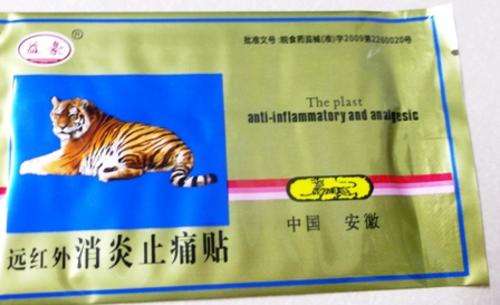 ®
批准文号:皖食药监械(准)字2009第2260020号
The plast
anti-inflammatory and analgesic
中国 安徽
远红外消炎止痛贴